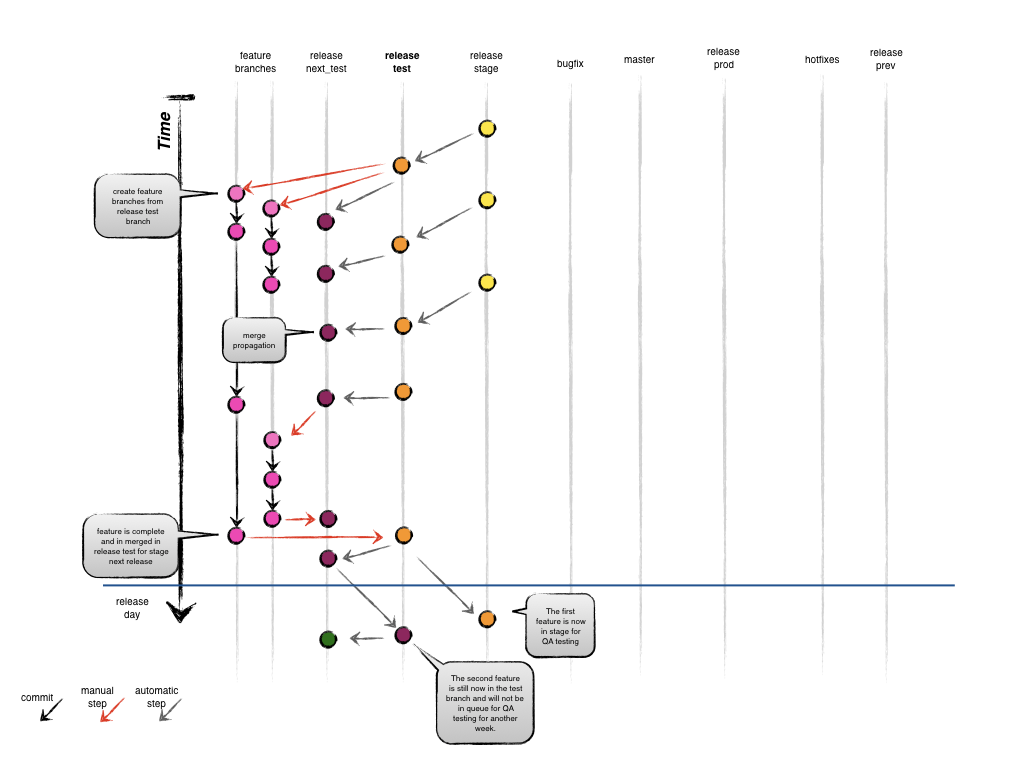 feature
branches
release
next_test
release
test
release
stage
bugfix
master
release
prod
hotfixes
release
prev
Time
create feature
branches from
release test
branch
merge
propagation
feature is complete
and in merged in
release test for stage
next release
release
day
The first
feature is now
in stage for
QA testing
The second feature
is still now in the test
branch and will not be
in queue for QA
testing for another
week.
commit
manual
step
automatic
step